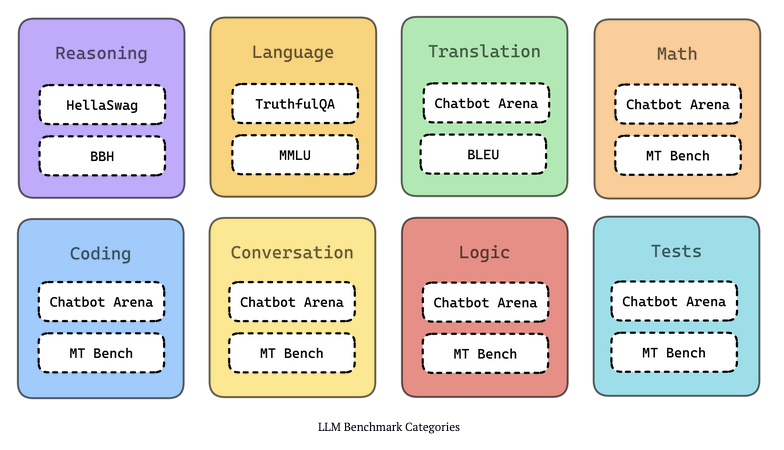 Reasoning
HellaSwag
BBH
Language
TruthfulQA
MMLU
Translation
Chatbot Arena
BLEU
Math
Chatbot Arena
MT Bench
Coding
Chatbot Arena
MT Bench
Conversation
Chatbot Arena
MT Bench
Logic
Chatbot Arena
MT Bench
Tests
Chatbot Arena
MT Bench
LLM Benchmark Categories